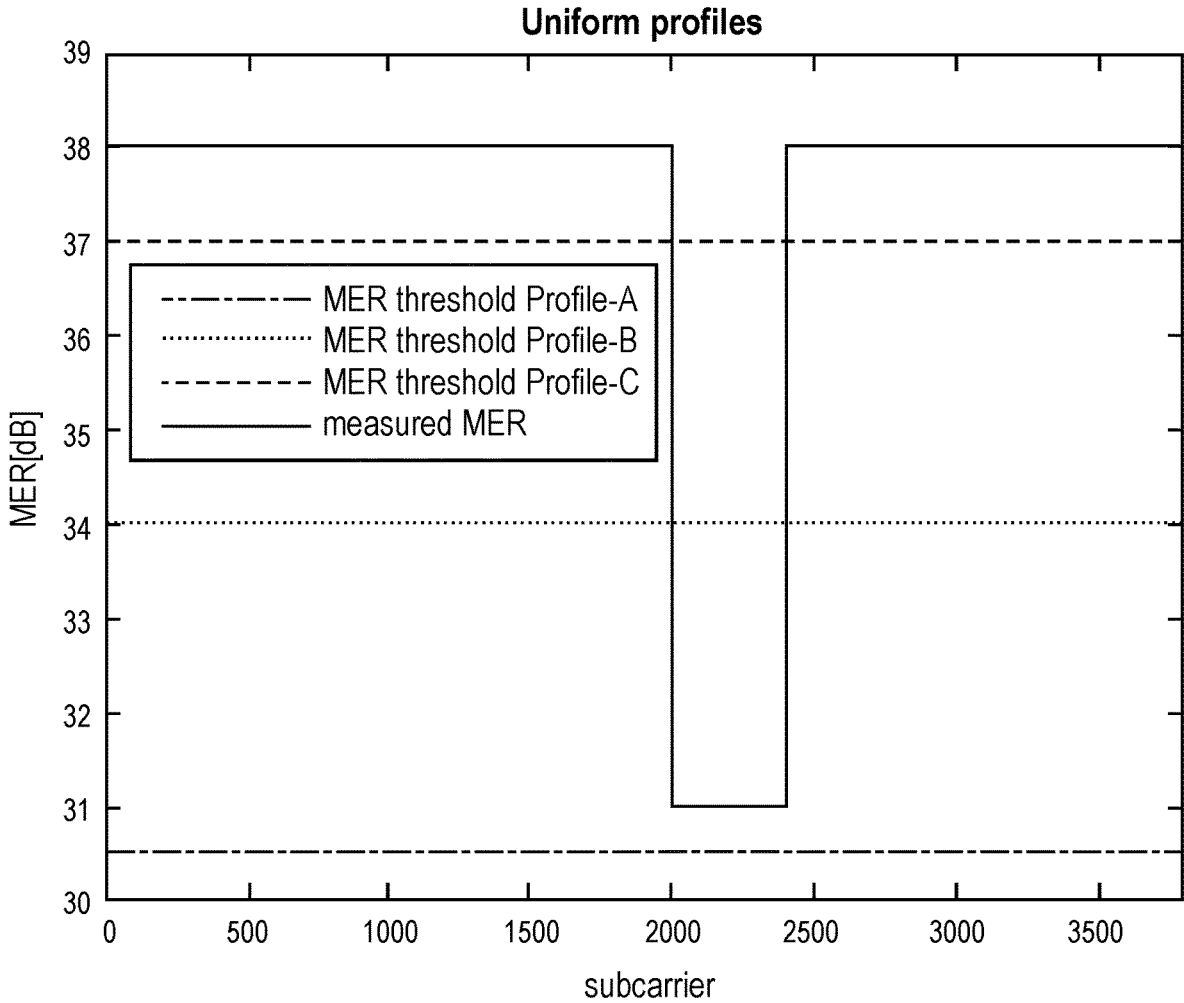 Uniform profiles
39
38
37
36
35
34
33
32
31
30
MER[dB]
MER threshold Profile-A
MER threshold Profile-B
MER threshold Profile-C
measured MER
0 500 1000 1500 2000 2500 3000 3500
subcarrier